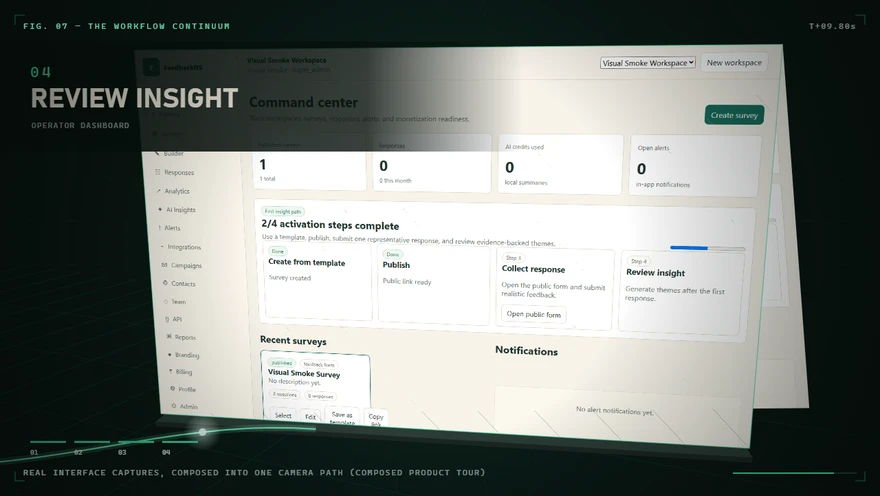 FIG. 07 — THE WORKFLOW CONTINUUM
T+09.80s
04
REVIEW INSIGHT
OPERATOR DASHBOARD
Visual Smoke Workspace
Visual Smoke Workspace
New workspace
Command center
monetization readiness.
Create survey
1
1 total
Responses
0
0 this month
AI credits used
0
local summaries
Open alerts
0
in-app notifications
Builder
Responses
Analytics
AI Insights
Alerts
Integrations
Campaigns
Contacts
Team
API
Reports
Branding
Billing
Profile
Admin
First insight path
2/4 activation steps complete
Use a template, publish, submit one representative response, and review evidence-backed themes.
Done
Create from template
Survey created
Done
Publish
Public link ready
Step 3
Collect response
Open the public form and submit
realistic feedback.
Open public form
Step 4
Review insight
Generate themes after the first
response.
Recent surveys
published
feedback form
Visual Smoke Survey
No description yet.
0 responses
Select
Edit
Save as
template
Copy
link
Notifications
No alert notifications yet.
01 02 03 04
REAL INTERFACE CAPTURES, COMPOSED INTO ONE CAMERA PATH (COMPOSED PRODUCT TOUR)